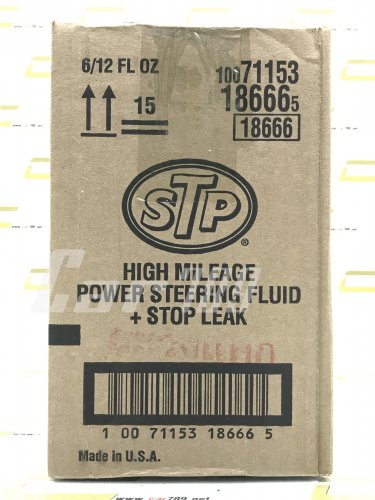 6/12 FL OZ
10071153
15
186665
18666
STP
®
HIGH MILEAGE
POWER STEERING FLUID
+ STOP LEAK
1 00 71153 18666 5
Made in U.S.A.